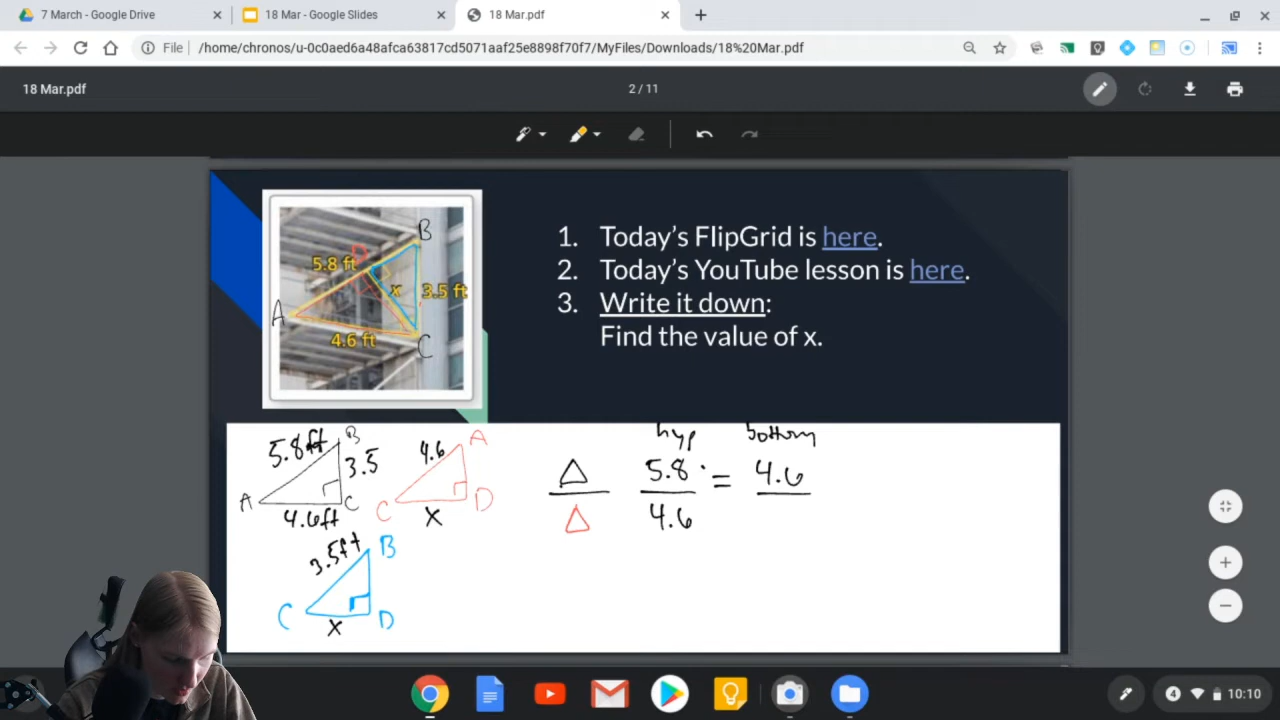 7 March - Google Drive
18 Mar - Google Slides
18 Mar.pdf
File
/home/chronos/u-0c0aed6a48afca63817cd5071aaf25e8898f70f7/MyFiles/Downloads/18%20Mar.pdf
18 Mar.pdf
2 / 11
B
D
5.8 ft
x
3.5 ft
A
4.6 ft
C
1. Today's FlipGrid is here.
2. Today's YouTube lesson is here.
3. Write it down:
Find the value of x.
5.8ft B
3.5
A C
4.6ft
4.6 A
C D
x
hyp bottom
△ 5.8 = 4.6
△ 4.6
3.5ft B
C D
x
4 10:10